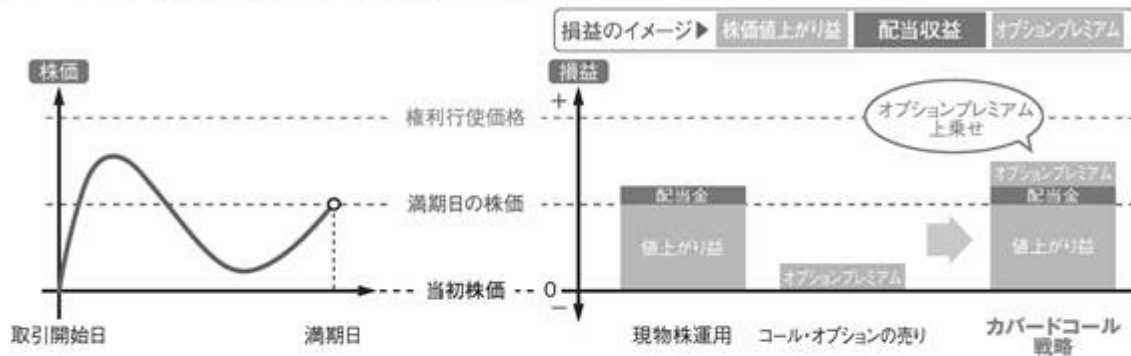 損益のイメージ▶ 株価値上がり益 配当収益 オプションプレミアム
株価
損益
+
権利行使価格
オプションプレミアム
上乗せ
オプションプレミアム
満期日の株価
配当金
配当金
値上がり益
値上がり益
オプションプレミアム
当初株価
0
−
取引開始日
満期日
現物株運用
コール・オプションの売り
カバードコール
戦略